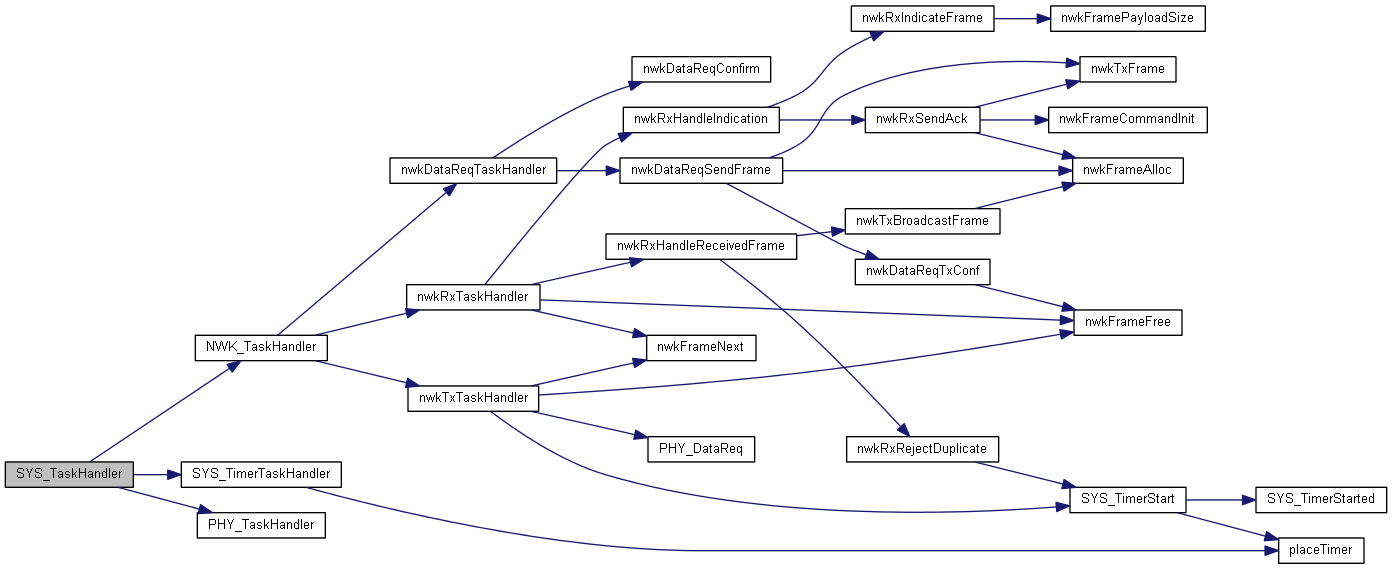 nwkRxIndicateFrame
nwkFramePayloadSize
nwkDataReqConfirm
nwkTxFrame
nwkRxHandleIndication
nwkRxSendAck
nwkFrameCommandInit
nwkDataReqTaskHandler
nwkDataReqSendFrame
nwkFrameAlloc
nwkTxBroadcastFrame
nwkRxHandleReceivedFrame
nwkDataReqTxConf
nwkRxTaskHandler
nwkFrameFree
NWK_TaskHandler
nwkFrameNext
nwkTxTaskHandler
PHY_DataReq
nwkRxRejectDuplicate
SYS_TaskHandler
SYS_TimerTaskHandler
SYS_TimerStart
SYS_TimerStarted
PHY_TaskHandler
placeTimer